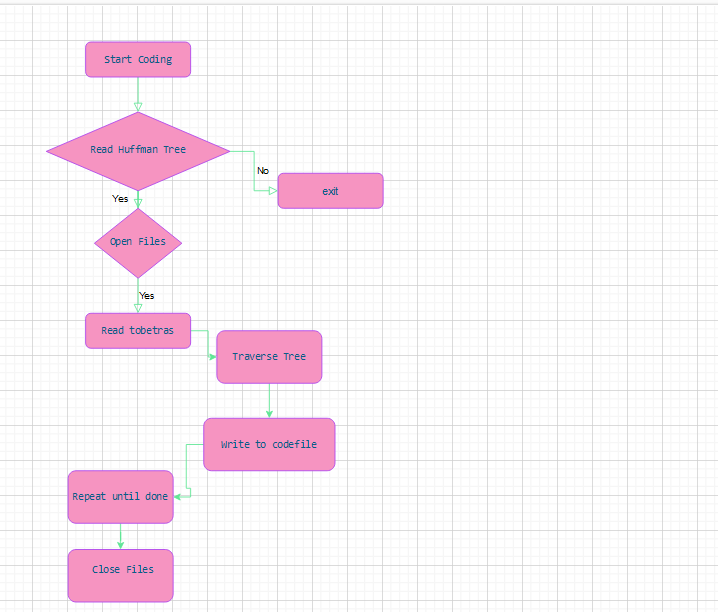 Start Coding
Read Huffman Tree
No
exit
Yes
Open Files
Yes
Read tobetras
Traverse Tree
Write to codefile
Repeat until done
Close Files